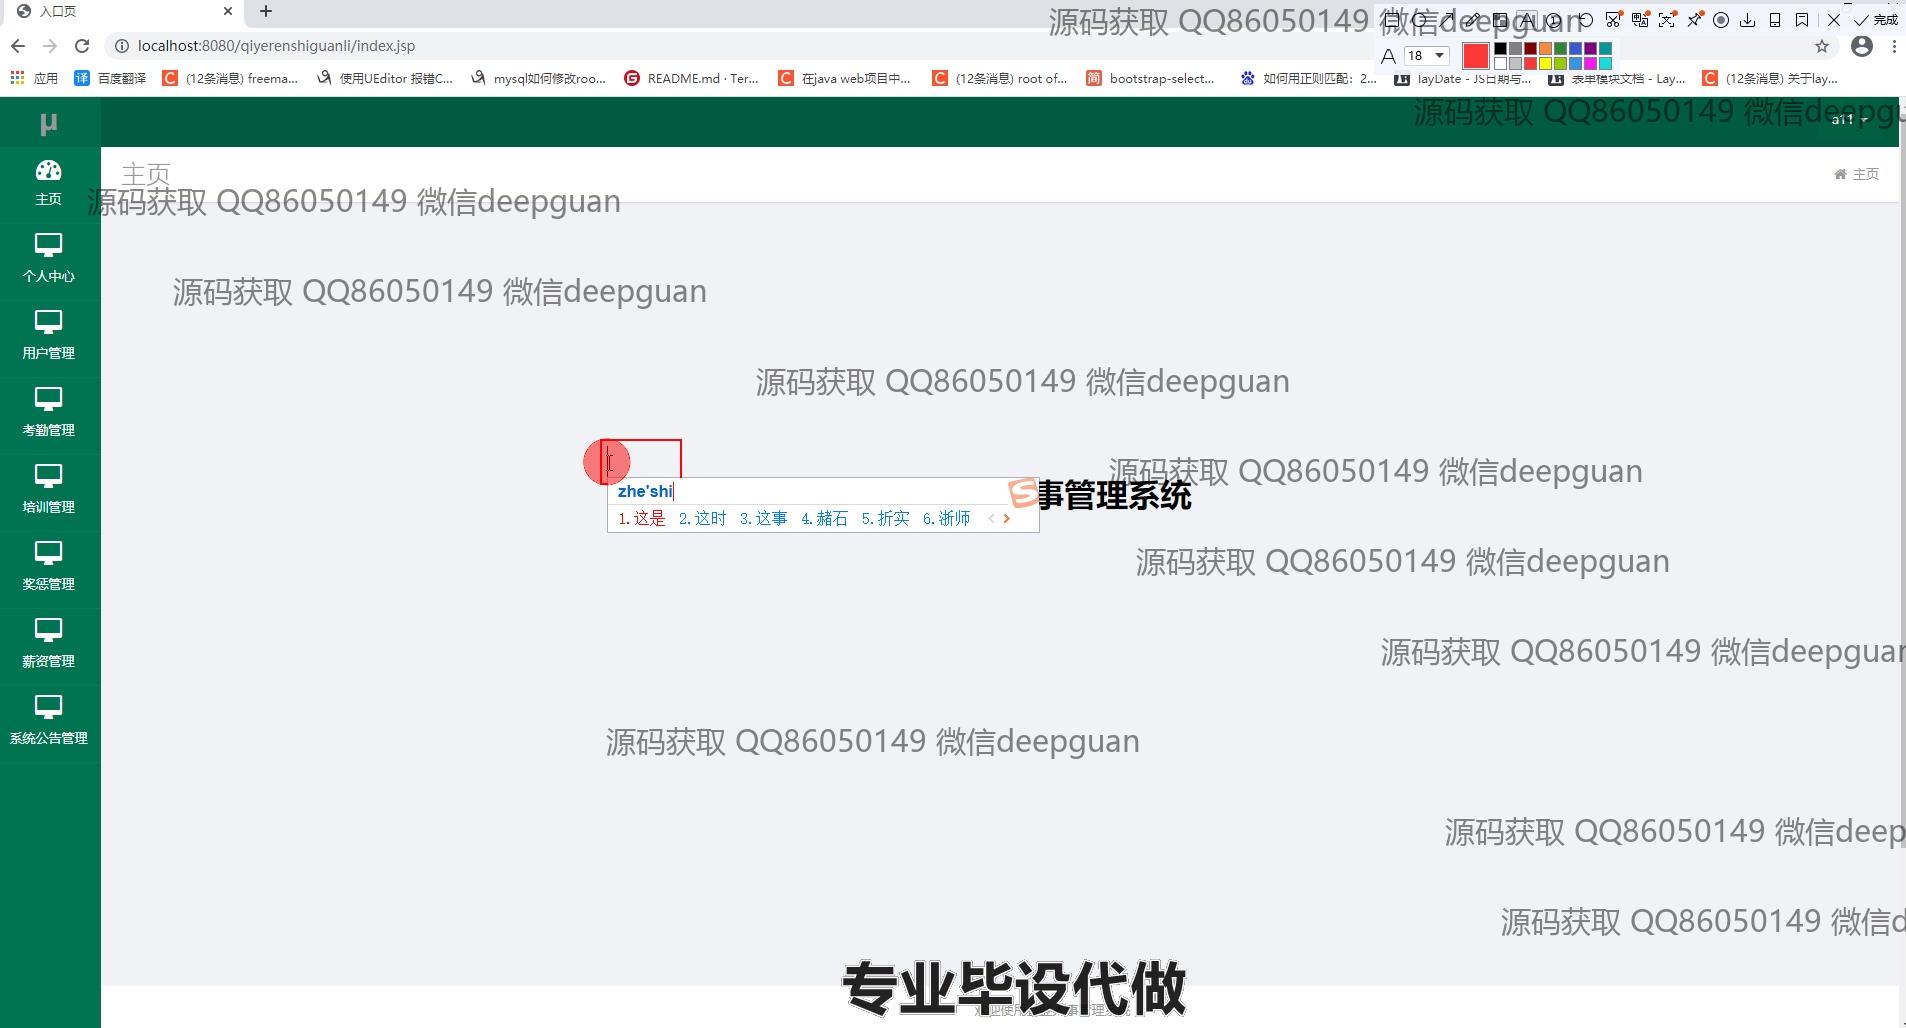 入口页
源码获取 QQ86050149 微信deepguan
完成
localhost:8080/qiyerenshiguanli/index.jsp
A 18
应用
译 百度翻译
(12条消息) freema...
使用UEditor 报错C...
mysql如何修改roo...
README.md · Ter...
在java web项目中...
(12条消息) root of...
简 bootstrap-select...
如何用正则匹配：2...
layDate - JS日期与...
表单模块文档 - Lay...
(12条消息) 关于lay...
μ
源码获取 QQ86050149 微信deepgu
a11
主页
主页
主页
源码获取 QQ86050149 微信deepguan
个人中心
源码获取 QQ86050149 微信deepguan
用户管理
源码获取 QQ86050149 微信deepguan
考勤管理
源码获取 QQ86050149 微信deepguan
zhe'shi
事管理系统
1.这是 2.这时 3.这事 4.赭石 5.折实 6.浙师
培训管理
源码获取 QQ86050149 微信deepguan
奖惩管理
源码获取 QQ86050149 微信deepguan
薪资管理
源码获取 QQ86050149 微信deepguan
系统公告管理
源码获取 QQ86050149 微信deep
源码获取 QQ86050149 微信d
专业毕设代做